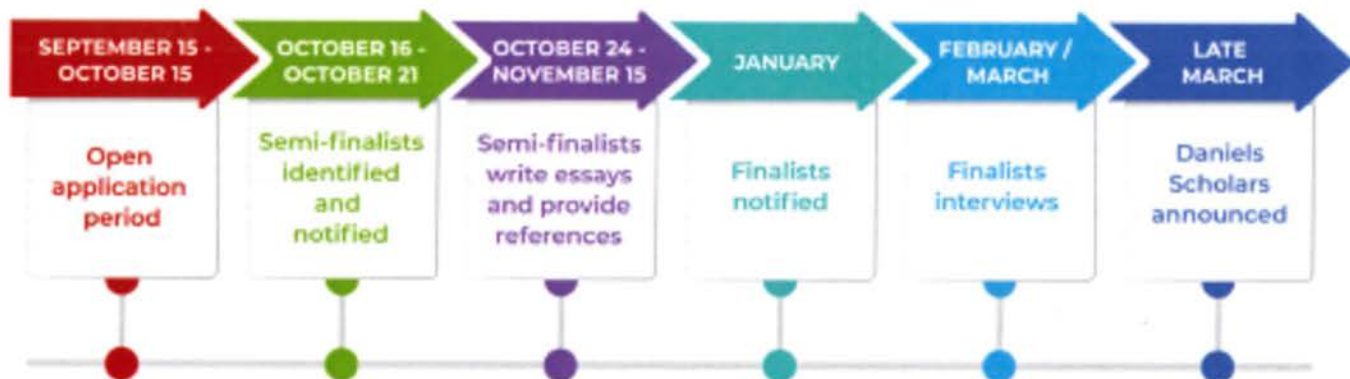 SEPTEMBER 15 -
OCTOBER 15
OCTOBER 16 -
OCTOBER 21
OCTOBER 24 -
NOVEMBER 15
JANUARY
FEBRUARY /
MARCH
LATE
MARCH
Open
application
period
Semi-finalists
identified
and
notified
Semi-finalists
write essays
and provide
references
Finalists
notified
Finalists
interviews
Daniels
Scholars
announced